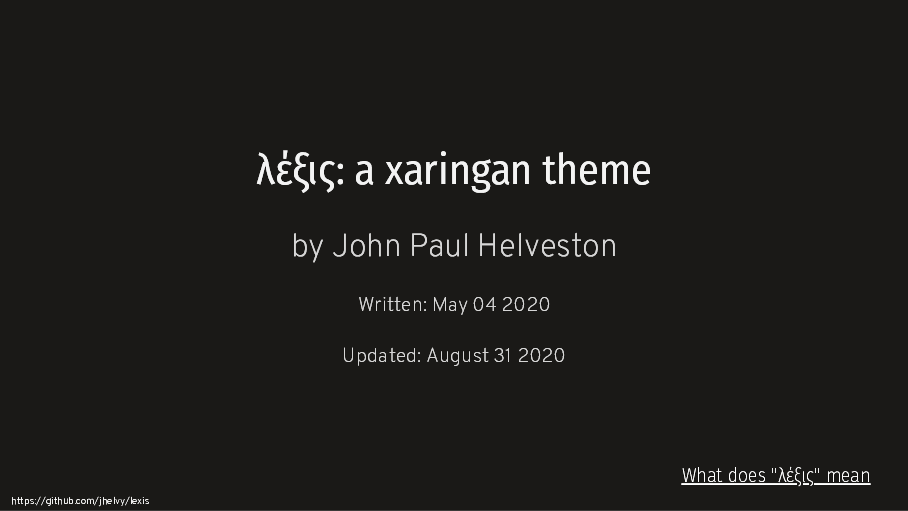 λέξις: a xaringan theme
by John Paul Helveston
Written: May 04 2020
Updated: August 31 2020
What does "λέξις" mean
https://github.com/jhelvy/lexis